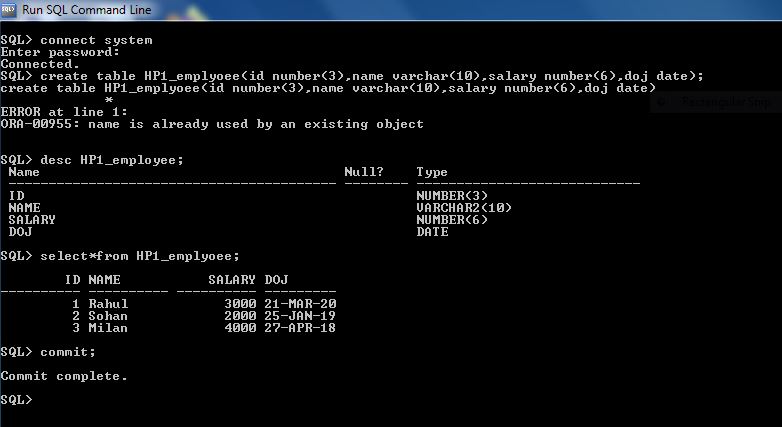 Run SQL Command Line
SQL> connect system
Enter password:
Connected.
SQL> create table HP1_emplyoee(id number(3),name varchar(10),salary number(6),doj date);
create table HP1_emplyoee(id number(3),name varchar(10),salary number(6),doj date)
*
ERROR at line 1:
ORA-00955: name is already used by an existing object
SQL> desc HP1_employee;
Name Null? Type
----------------------------------------- -------- ----------------------------
ID NUMBER(3)
NAME VARCHAR2(10)
SALARY NUMBER(6)
DOJ DATE
SQL> select*from HP1_emplyoee;
ID NAME SALARY DOJ
---------- ---------- ---------- ---------
1 Rahul 3000 21-MAR-20
2 Sohan 2000 25-JAN-19
3 Milan 4000 27-APR-18
SQL> commit;
Commit complete.
SQL>
Rectangular Snip